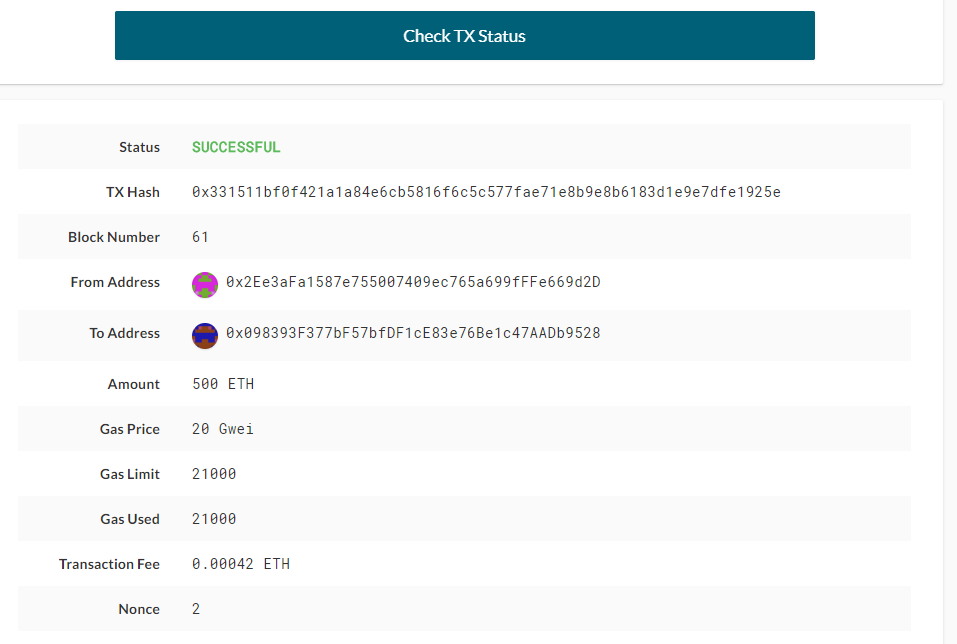 Check TX Status
Status SUCCESSFUL
TX Hash 0x331511bf0f421a1a84e6cb5816f6c5c577fae71e8b9e8b6183d1e9e7dfe1925e
Block Number 61
From Address 0x2Ee3aFa1587e755007409ec765a699fFFe669d2D
To Address 0x098393F377bF57bfDF1cE83e76Be1c47AADb9528
Amount 500 ETH
Gas Price 20 Gwei
Gas Limit 21000
Gas Used 21000
Transaction Fee 0.00042 ETH
Nonce 2